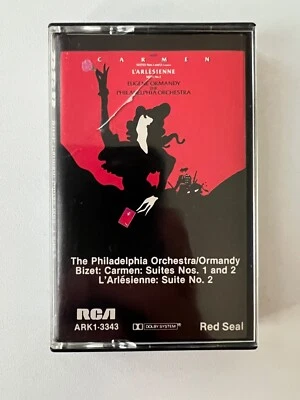 CARMEN
L'ARLÉSIENNE
EUGENE ORMANDY
PHILADELPHIA ORCHESTRA
The Philadelphia Orchestra/Ormandy
Bizet: Carmen: Suites Nos. 1 and 2
L'Arlésienne: Suite No. 2
RCA
ARK1-3343
DOLBY SYSTEM
Red Seal